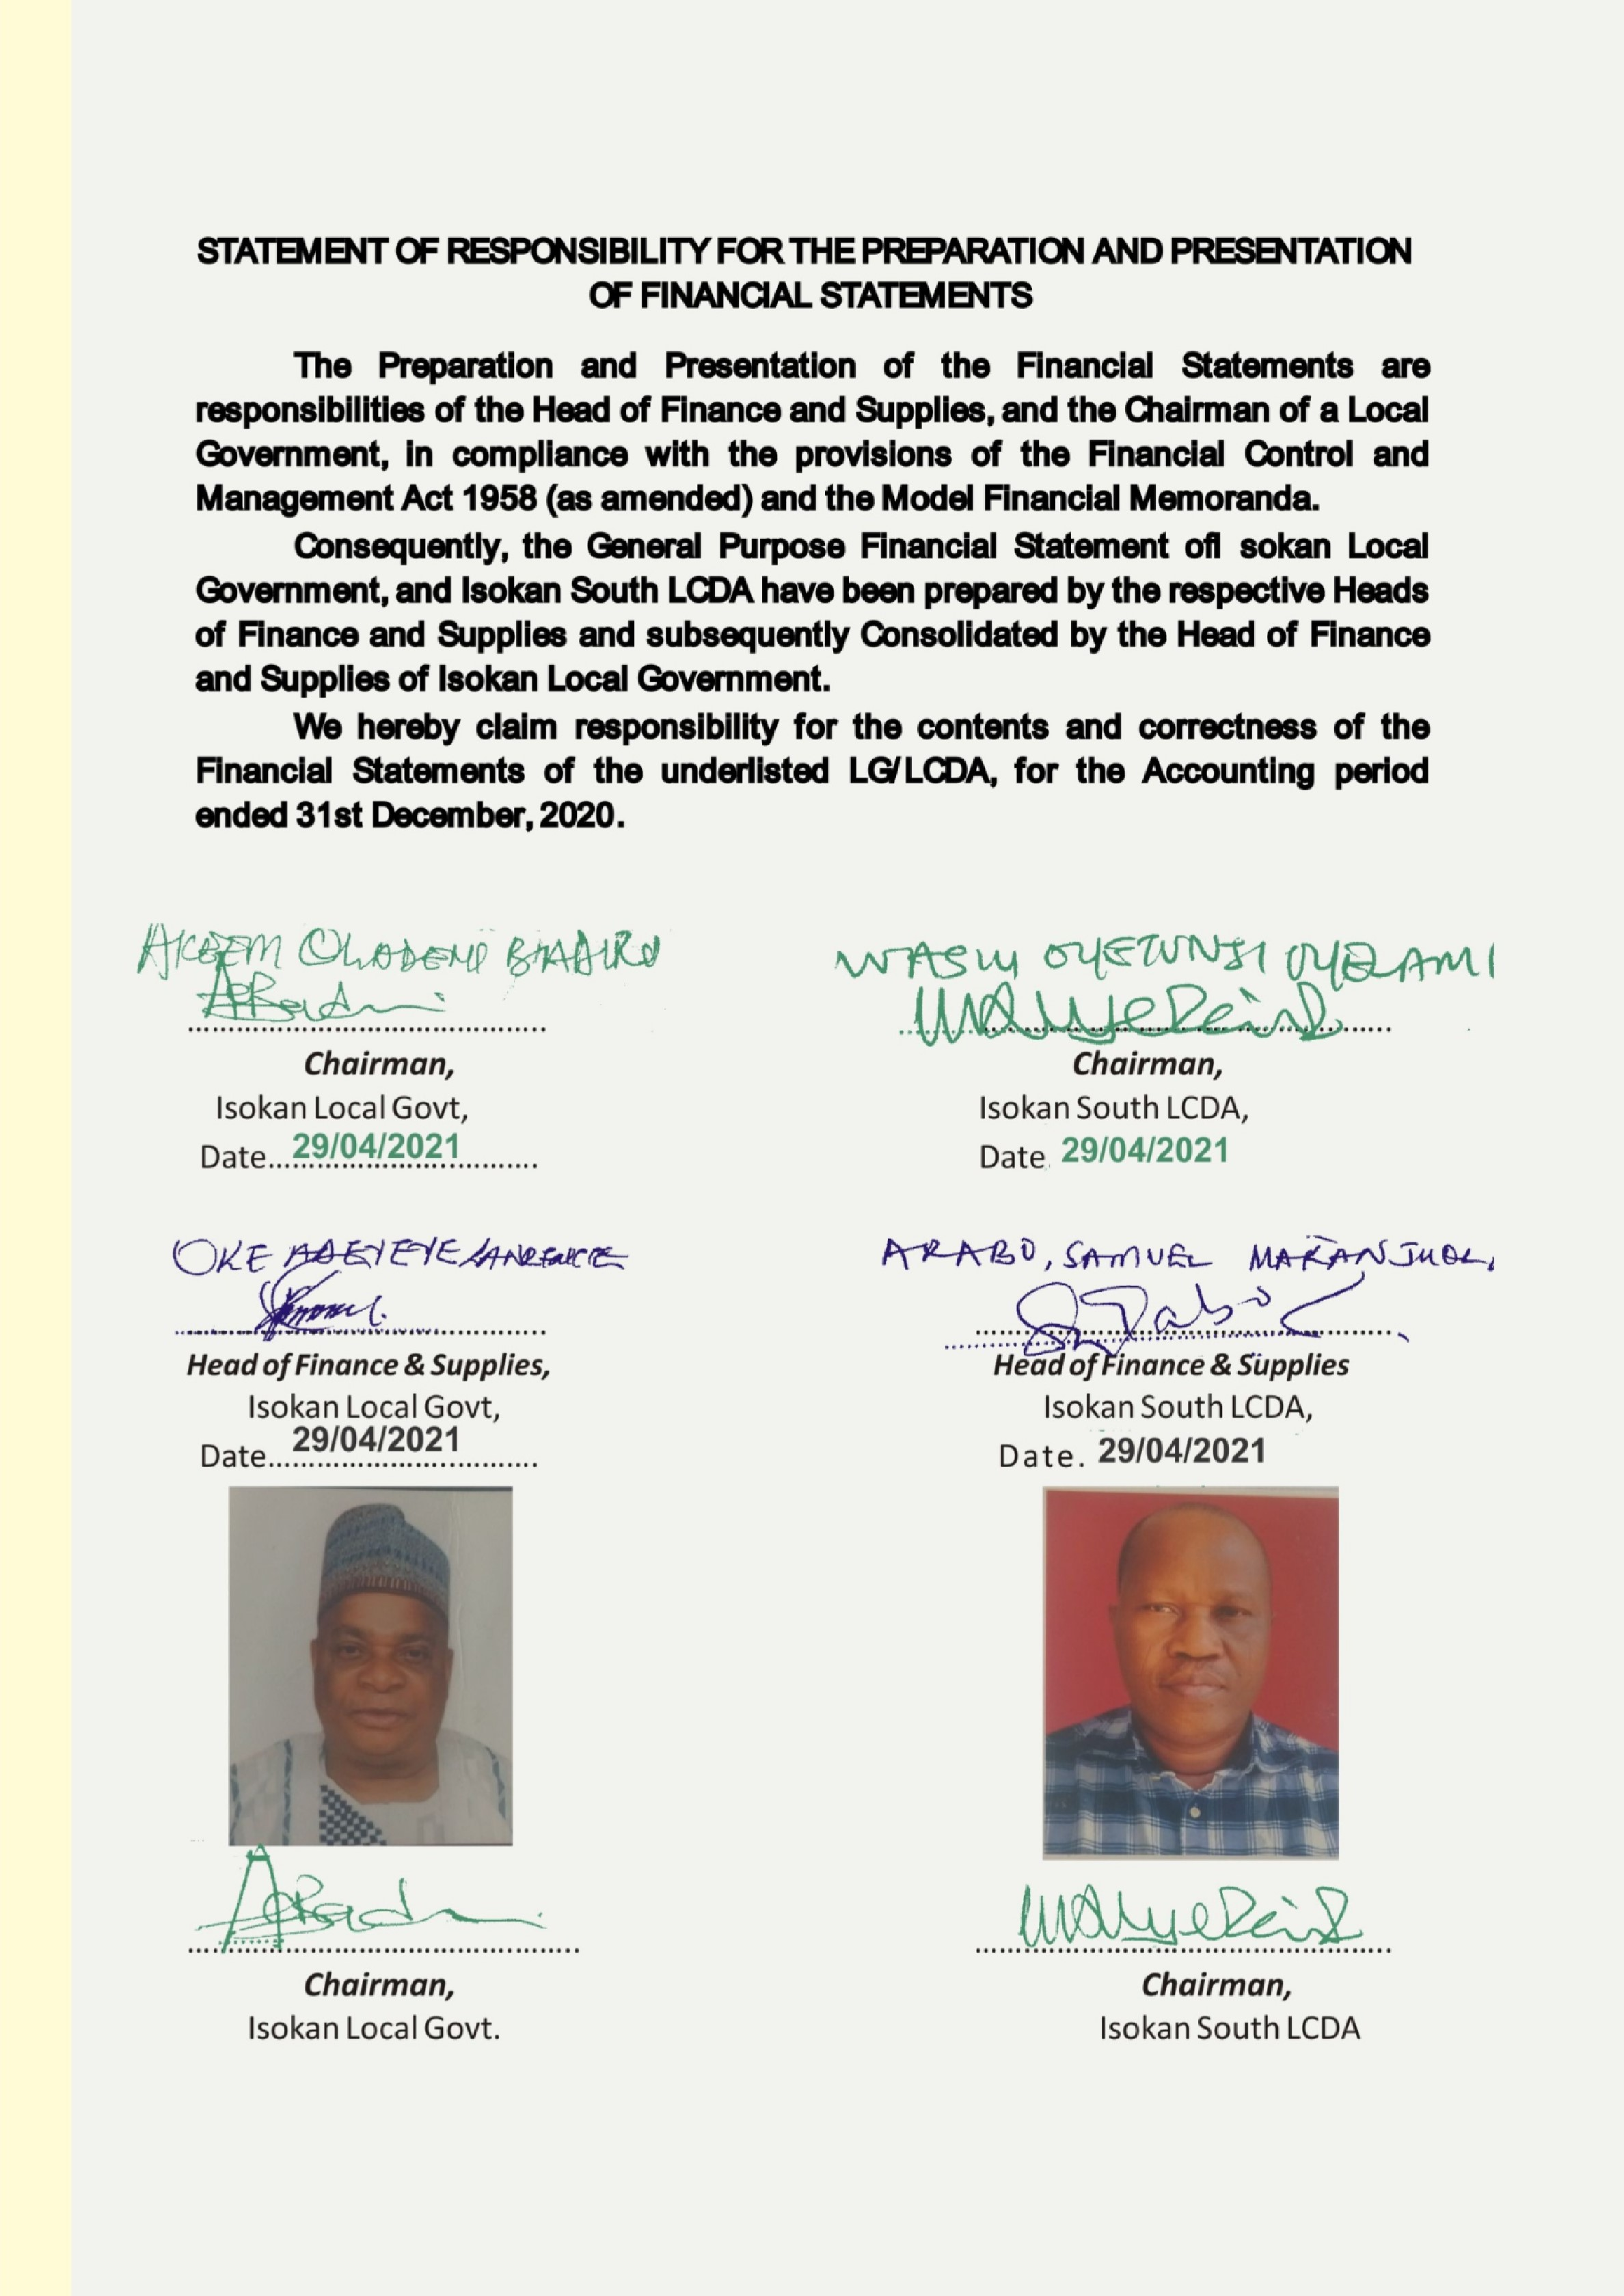 STATEMENT OF RESPONSIBILITY FOR THE PREPARATION AND PRESENTATION
OF FINANCIAL STATEMENTS
The Preparation and Presentation of the Financial Statements are
responsibilities of the Head of Finance and Supplies, and the Chairman of a Local
Government, in compliance with the provisions of the Financial Control and
Management Act 1958 (as amended) and the Model Financial Memoranda.
Consequently, the General Purpose Financial Statement ofI sokan Local
Government, and Isokan South LCDA have been prepared by the respective Heads
of Finance and Supplies and subsequently Consolidated by the Head of Finance
and Supplies of Isokan Local Government.
We hereby claim responsibility for the contents and correctness of the
Financial Statements of the underlisted LG/LCDA, for the Accounting period
ended 31st December, 2020.
AKEEM
Chairman,
Isokan Local Govt,
Date 29/04/2021
WASIU OYETUNJI
Chairman,
Isokan South LCDA,
Date 29/04/2021
OKE ADEYEYE
Head of Finance & Supplies,
Isokan Local Govt,
Date 29/04/2021
ARABO, SAMUEL
Head of Finance & Supplies
Isokan South LCDA,
Date. 29/04/2021
Chairman,
Isokan Local Govt.
Chairman,
Isokan South LCDA